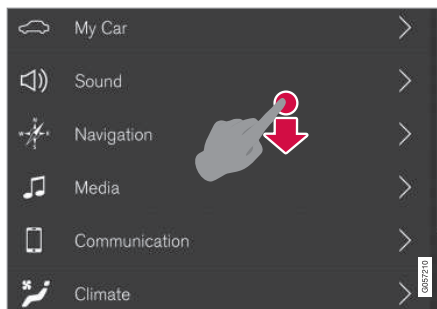 My Car
Sound
Navigation
Media
Communication
Climate
G057210